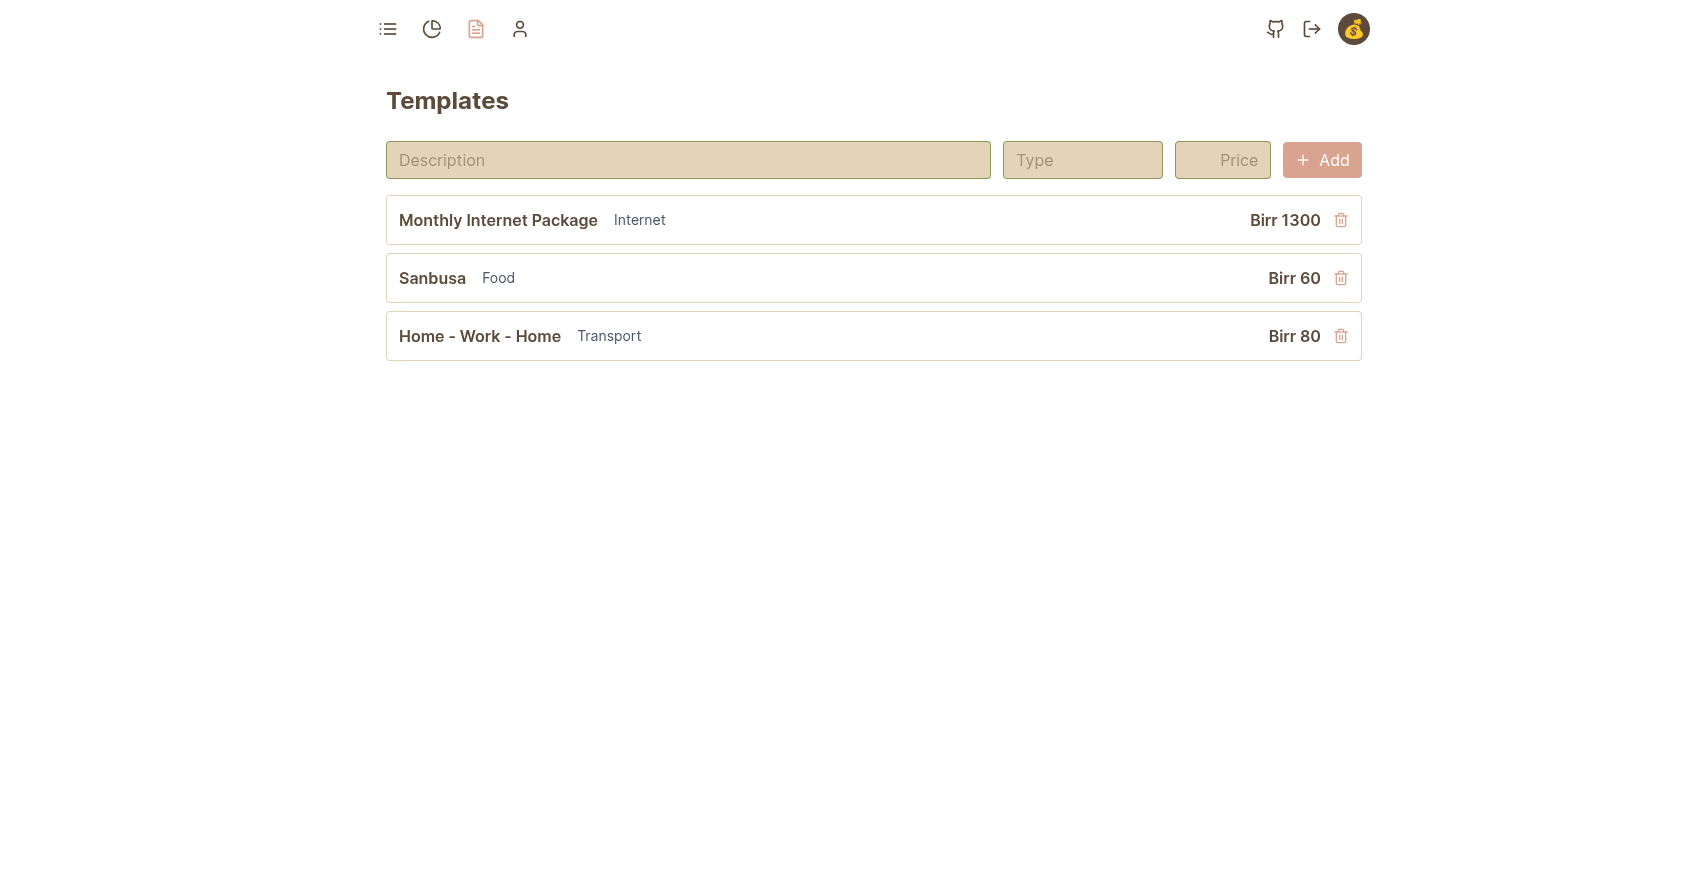 Templates
Description Type Price + Add
Monthly Internet Package Internet Birr 1300
Sanbusa Food Birr 60
Home - Work - Home Transport Birr 80